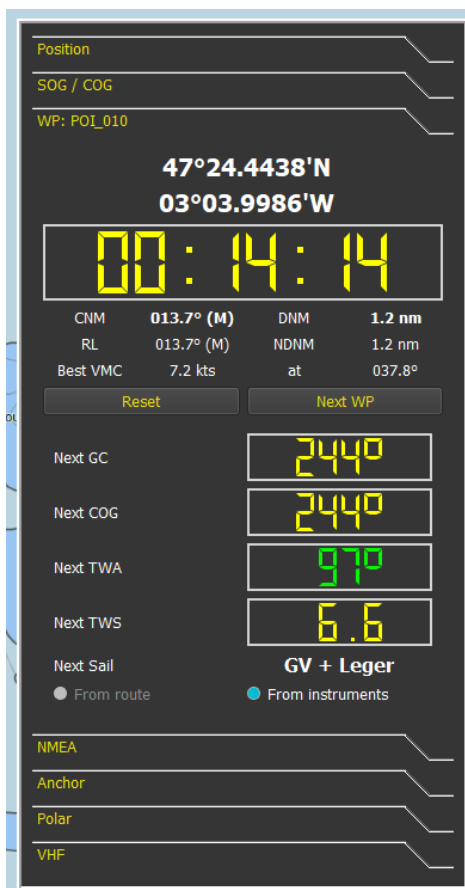 Position
SOG / COG
WP: POI_010
47°24.4438'N
03°03.9986'W
00:14:14
CNM 013.7° (M) DNM 1.2 nm
RL 013.7° (M) NDNM 1.2 nm
Best VMC 7.2 kts at 037.8°
Reset Next WP
Next GC 244°
Next COG 244°
Next TWA 97°
Next TWS 6.6
Next Sail GV + Leger
From route From instruments
NMEA
Anchor
Polar
VHF